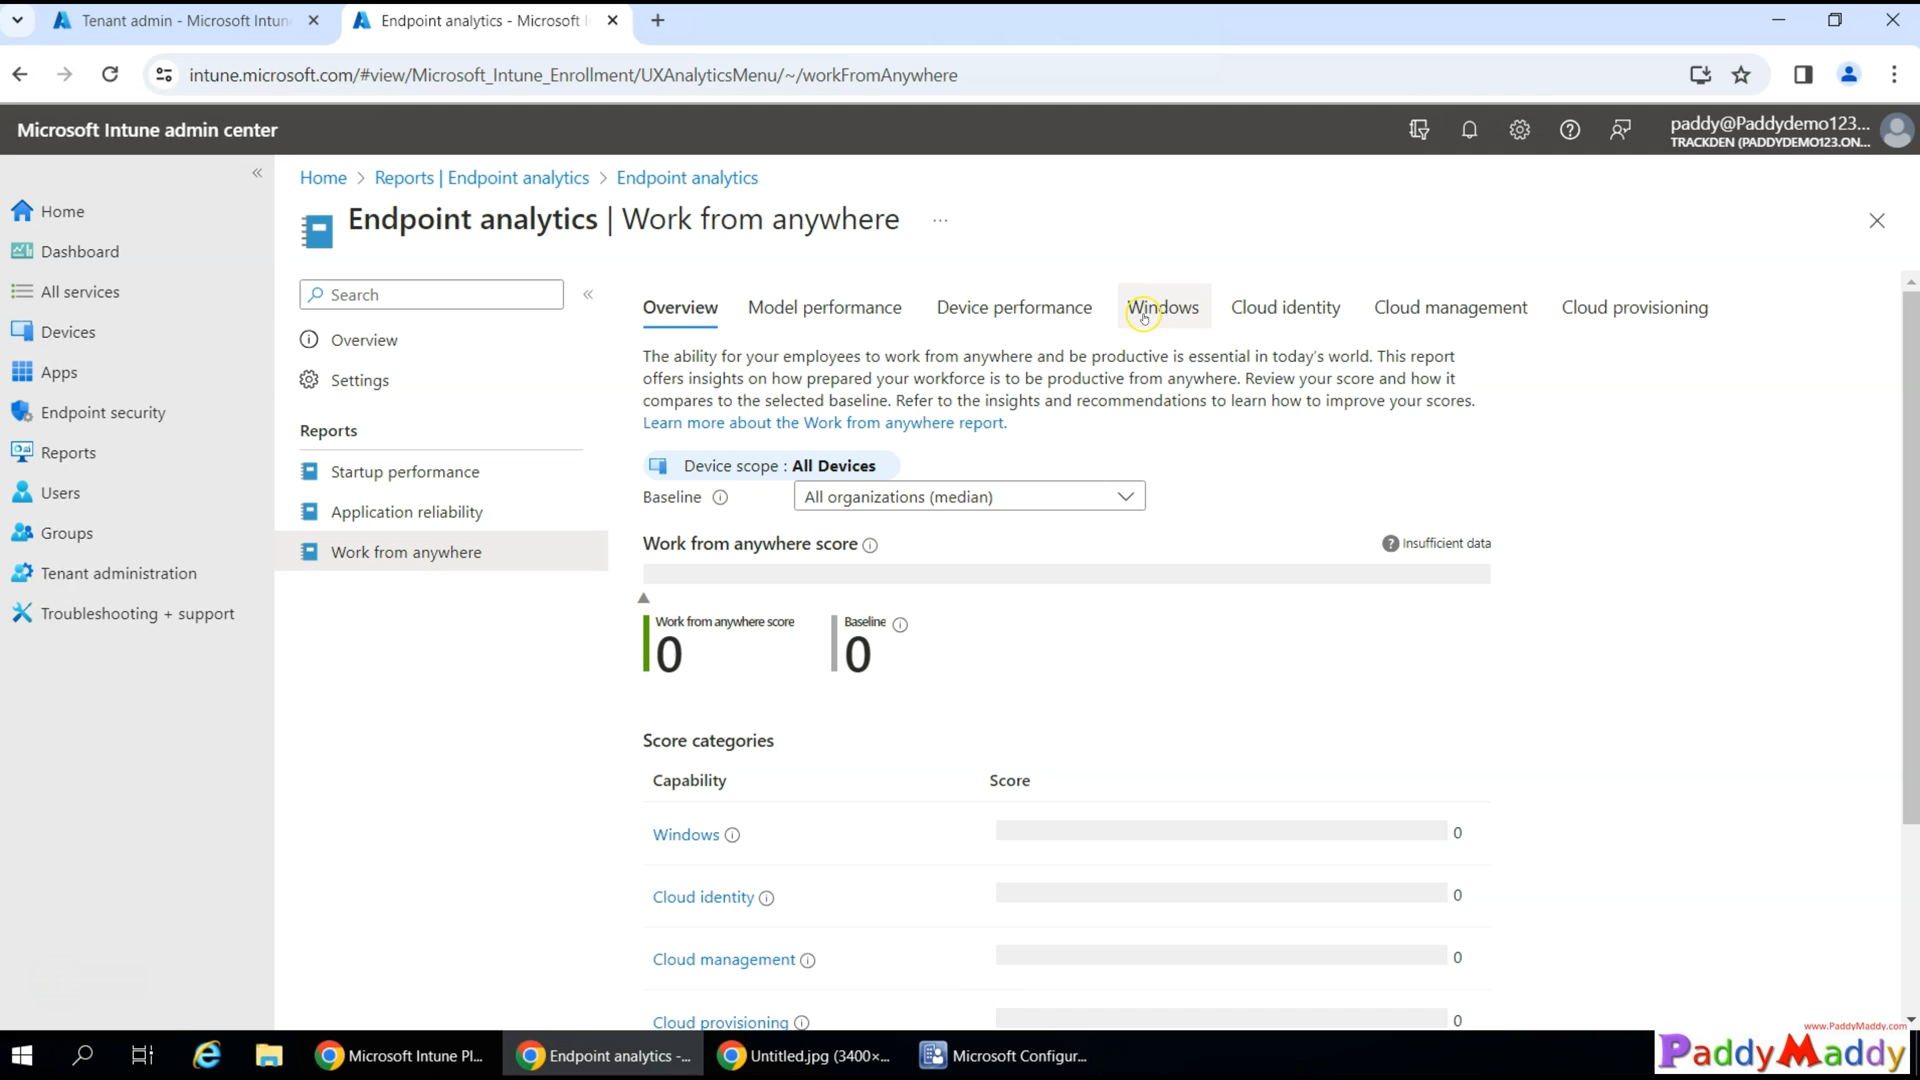 Tenant admin - Microsoft Intun
Endpoint analytics - Microsoft I
intune.microsoft.com/#view/Microsoft_Intune_Enrollment/UXAnalyticsMenu/~/workFromAnywhere
Microsoft Intune admin center
paddy@Paddydemo123...
TRACKDEN (PADDYDEMO123.ON...
Home > Reports | Endpoint analytics > Endpoint analytics
Endpoint analytics | Work from anywhere ...
Home
Dashboard
All services
Devices
Apps
Endpoint security
Reports
Users
Groups
Tenant administration
Troubleshooting + support
Search
Overview
Settings
Reports
Startup performance
Application reliability
Work from anywhere
Overview Model performance Device performance Windows Cloud identity Cloud management Cloud provisioning
The ability for your employees to work from anywhere and be productive is essential in today's world. This report
offers insights on how prepared your workforce is to be productive from anywhere. Review your score and how it
compares to the selected baseline. Refer to the insights and recommendations to learn how to improve your scores.
Learn more about the Work from anywhere report.
Device scope : All Devices
Baseline All organizations (median)
Work from anywhere score Insufficient data
Work from anywhere score Baseline
0 0
Score categories
Capability Score
Windows 0
Cloud identity 0
Cloud management 0
Cloud provisioning 0
Microsoft Intune Pl... Endpoint analytics -... Untitled.jpg (3400×... Microsoft Configur...
www.PaddyMaddy.com
PaddyMaddy